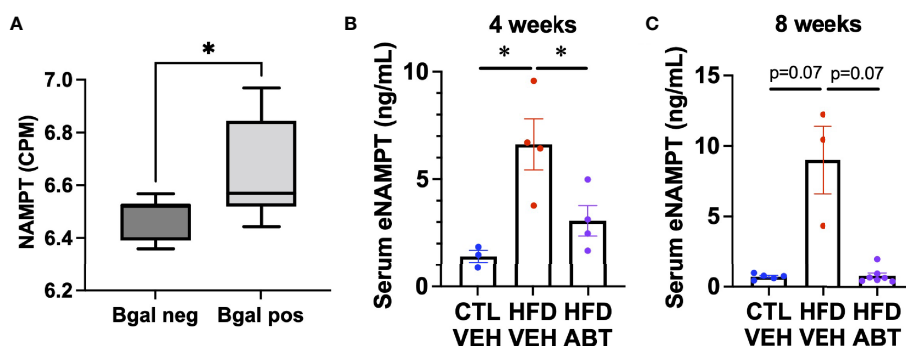 A
*
NAMPT (CPM)
7.0
6.8
6.6
6.4
6.2
Bgal neg Bgal pos
B
4 weeks
* *
Serum eNAMPT (ng/mL)
10
5
0
CTL HFD HFD
VEH VEH ABT
C
8 weeks
p=0.07 p=0.07
Serum eNAMPT (ng/mL)
15
10
5
0
CTL HFD HFD
VEH VEH ABT